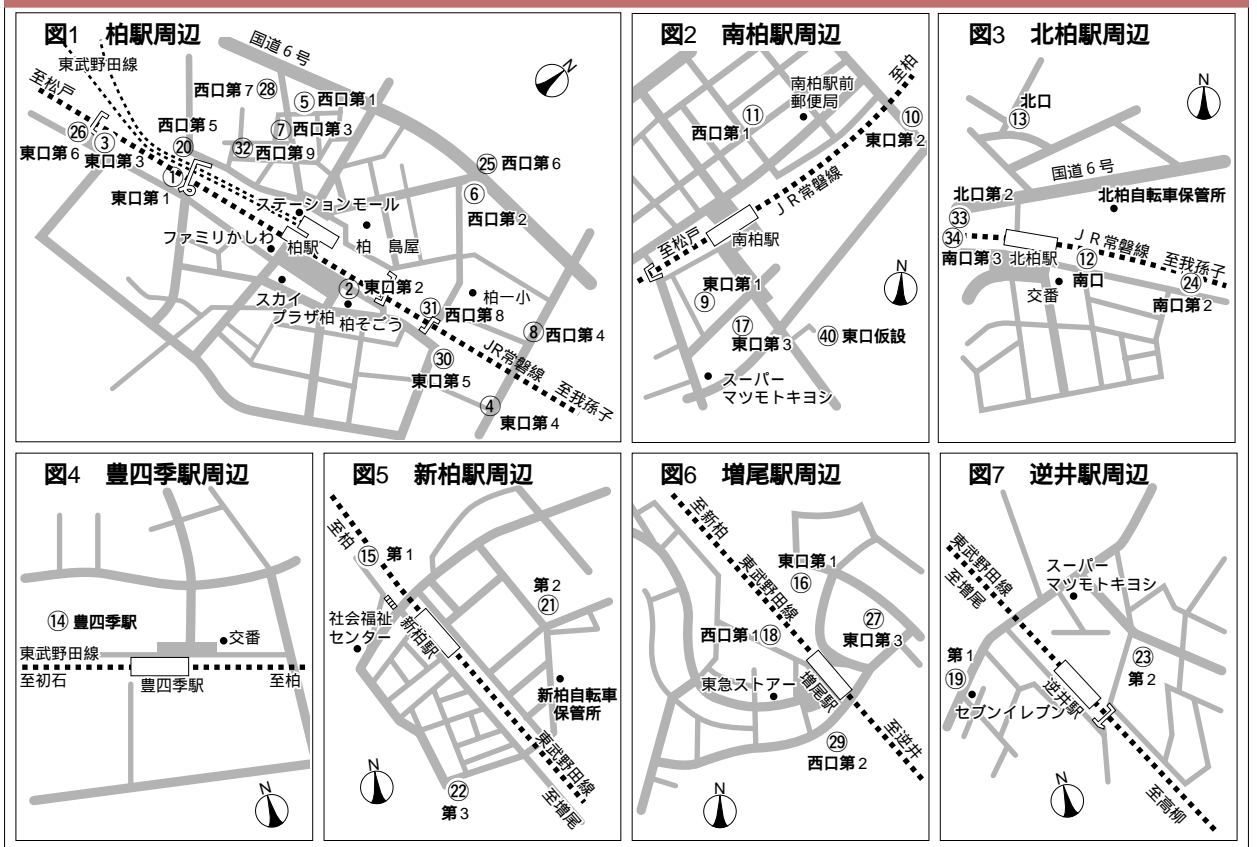 図1 柏駅周辺
国道6号
東武野田線
至松戸
西口第7 ㉘
⑤ 西口第1
⑦ 西口第3
西口第5
⑳
㉜ 西口第9
㉖
東口第6
③
東口第3
①
東口第1
㉕ 西口第6
⑥
西口第2
ステーションモール
ファミリかしわ
柏駅
柏 島屋
② 東口第2
スカイ
プラザ柏
柏そごう
㉛
西口第8
柏一小
⑧ 西口第4
㉚
東口第5
JR常磐線
至我孫子
④
東口第4
N
図2 南柏駅周辺
至柏
南柏駅前
郵便局
⑪
西口第1
⑩
東口第2
JR常磐線
至松戸
南柏駅
N
東口第1
⑨
⑰
東口第3
㊵ 東口仮設
スーパー
マツモトキヨシ
図3 北柏駅周辺
北口
⑬
N
国道6号
北口第2
北柏自転車保管所
㉝
㉞
南口第3
北柏駅
JR常磐線
至我孫子
⑫
南口
交番
㉔
南口第2
図4 豊四季駅周辺
⑭ 豊四季駅
交番
東武野田線
至初石
豊四季駅
至柏
N
図5 新柏駅周辺
至柏
⑮ 第1
第2
㉑
社会福祉
センター
新柏駅
新柏自転車
保管所
東武野田線
至増尾
㉒
第3
N
図6 増尾駅周辺
至新柏
東武野田線
東口第1
⑯
㉗
東口第3
西口第1⑱
東急ストアー
増尾駅
至逆井
㉙
西口第2
N
図7 逆井駅周辺
東武野田線
至増尾
スーパー
マツモトキヨシ
第1
⑲
セブンイレブン
逆井駅
㉓
第2
至高柳
N